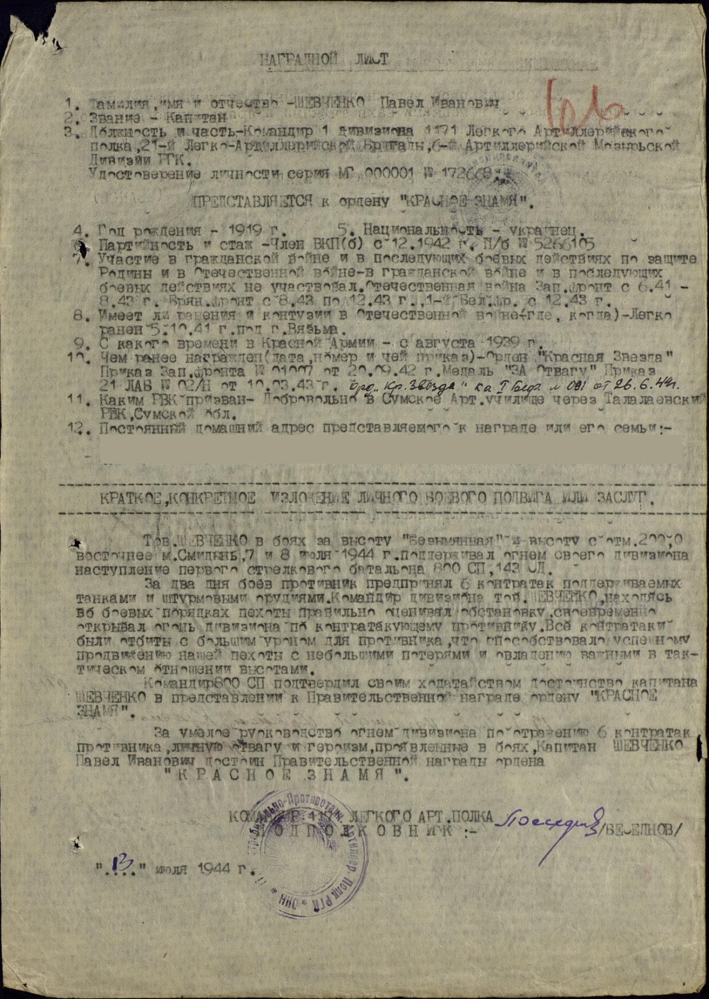 НАГРАДНОЙ ЛИСТ
1. Фамилия, имя и отчество -ШЕВЧЕНКО Павел Иванович
2. Звание - Капитан
3. Должность и часть-Командир 1 дивизиона 1171 Легкого Артиллерийского
полка,21-й Легко-Артиллерийской Бригады,6-й Артиллерийской Мозырьской
Дивизии РГК.
Удостоверение личности серия МГ 000001 № 172668.
ПРЕДСТАВЛЯЕТСЯ к ордену "КРАСНОЕ ЗНАМЯ".
4. Год рождения - 1919 г. 5. Национальность - украинец.
6. Партийность и стаж -Член ВКП(б) с 12.1942 г. П/б № 5266105
7. Участие в гражданской войне и в последующих боевых действиях по защите
Родины и в Отечественной войне-в гражданской войне и в последующих
боевых действиях не участвовал.Отечественная война Зап.фронт с 6.41 -
8.43 г. Брян.фронт с 8.43 по 12.43 г. 1-й Бел.фр. с 12.43 г.
8. Имеет ли ранения и контузии в Отечественной войне(где, когда)-Легко
ранен 5.10.41 г.под г.Вязьма.
9. С какого времени в Красной Армии - с августа 1939 г.
10. Чем ранее награжден(дата,номер и чей приказ)-Орден "Красная Звезда"
Приказ Зап.фронта № 01007 от 20.09.42 г.Медаль "ЗА Отвагу" Приказ
21 ЛАБ № 02/Н от 10.03.43 г. орд. "Кр.Звезда" 1 Бел.ф. № 091 от 26.6.44г.
11. Каким РВК призван- Добровольно в Сумское Арт.училище через Талалаевский
РВК,Сумской обл.
12. Постоянный домашний адрес представляемого к награде или его семьи:-
КРАТКОЕ,КОНКРЕТНОЕ ИЗЛОЖЕНИЕ ЛИЧНОГО БОЕВОГО ПОДВИГА ИЛИ ЗАСЛУГ.
Тов.ШЕВЧЕНКО в боях за высоту "Безымянная" и высоту с отм.200,0
восточнее м.Смидынь,7 и 8 июля 1944 г.поддерживал огнем своего дивизиона
наступление первого стрелкового батальона 800 СП,143 СД.
За два дня боев противник предпринял 6 контратак поддерживаемых
танками и штурмовыми орудиями.Командир дивизиона тов.ШЕВЧЕНКО,находясь
вб боевых порядках пехоты правильно оценивал обстановку,своевременно
открывал огонь дивизиона по контратакующему противнику.Все контратаки
были отбиты с большим уроном для противника,что способствовало успешному
продвижению нашей пехоты с небольшими потерями и овладению важными в так-
тическом отношении высотами.
Командир800 СП подтвердил своим ходатайством достоинство капитана
ШЕВЧЕНКО в представлении к Правительственной награде ордену "КРАСНОЕ
ЗНАМЯ".
За умелое руководство огнем дивизиона по отражению 6 контратак
противника,личную отвагу и героизм,проявленные в боях,Капитан ШЕВЧЕНКО
Павел Иванович достоин Правительственной награды ордена
"К Р А С Н О Е З Н А М Я".
КОМАНДИР 1171 ЛЕГКОГО АРТ.ПОЛКА
П О Д П О Л К О В Н И К :- /БЕСЕДНОВ/
"13" июля 1944 г.